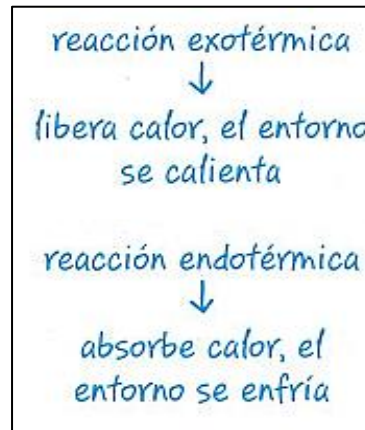 reacción exotérmica
↓
libera calor, el entorno
se calienta
reacción endotérmica
↓
absorbe calor, el
entorno se enfría